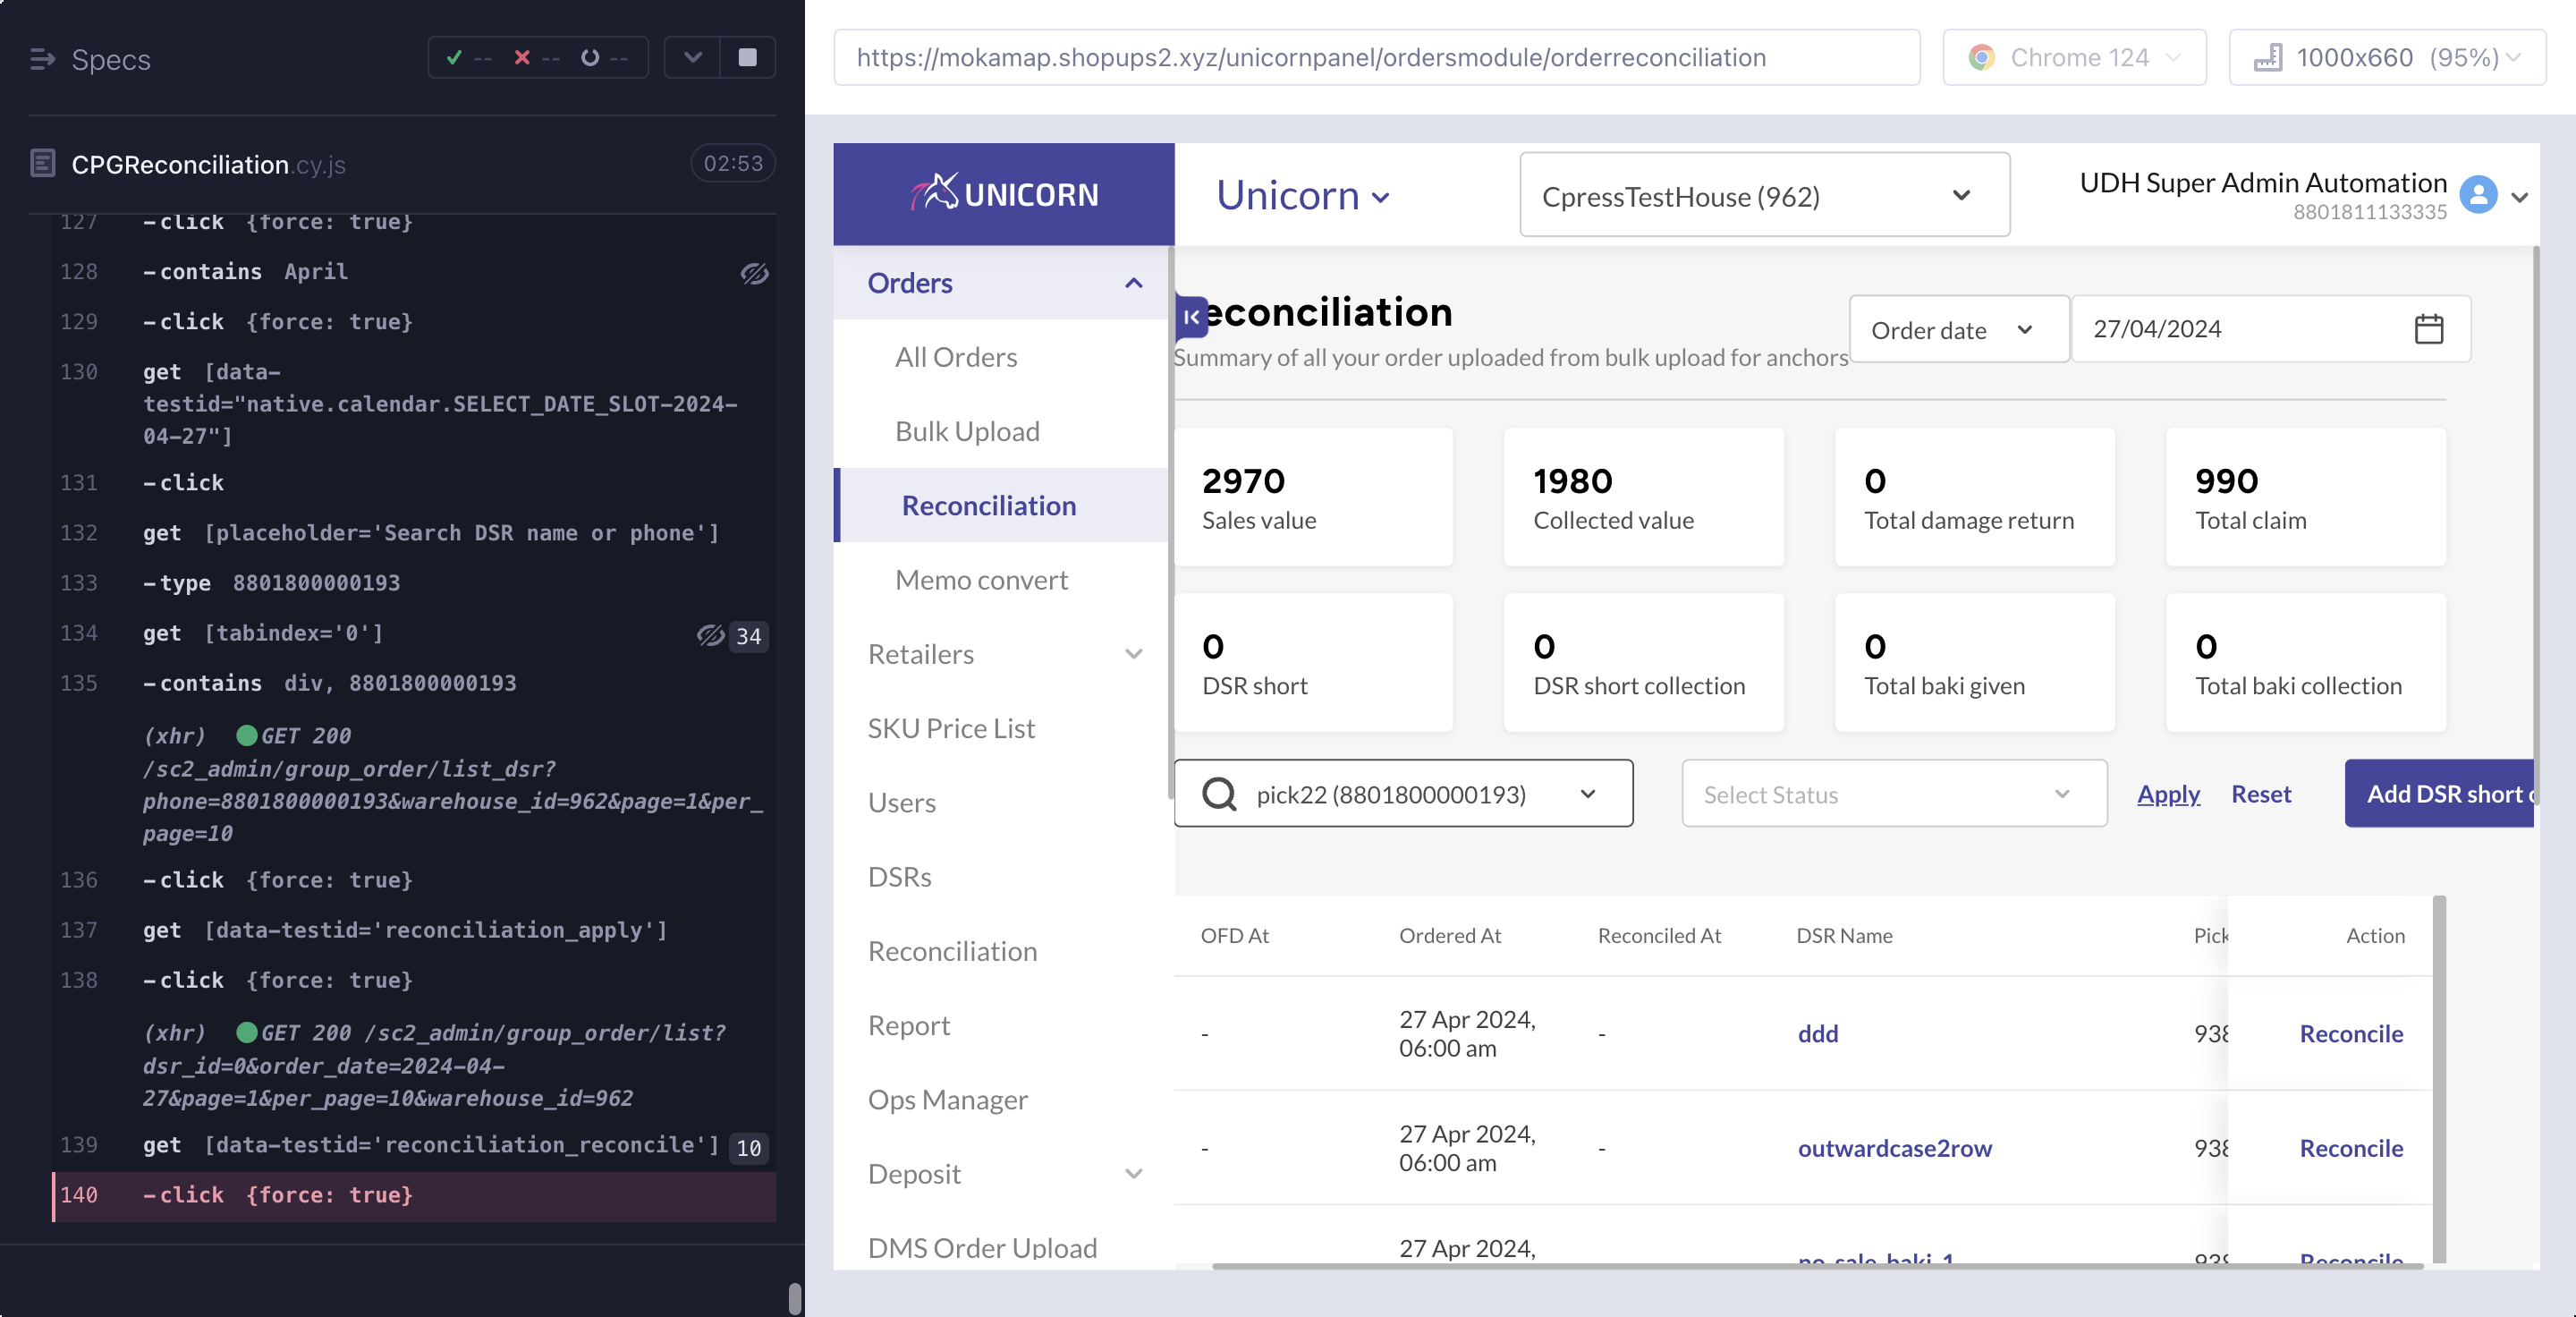 Specs
-- -- --
CPGReconciliation.cy.js 02:53
127 -click {force: true}
128 -contains April
129 -click {force: true}
130 get [data-
testid="native.calendar.SELECT_DATE_SLOT-2024-
04-27"]
131 -click
132 get [placeholder='Search DSR name or phone']
133 -type 8801800000193
134 get [tabindex='0'] 34
135 -contains div, 8801800000193
(xhr) GET 200
/sc2_admin/group_order/list_dsr?
phone=8801800000193&warehouse_id=962&page=1&per_
page=10
136 -click {force: true}
137 get [data-testid='reconciliation_apply']
138 -click {force: true}
(xhr) GET 200 /sc2_admin/group_order/list?
dsr_id=0&order_date=2024-04-
27&page=1&per_page=10&warehouse_id=962
139 get [data-testid='reconciliation_reconcile'] 10
140 -click {force: true}
https://mokamap.shopups2.xyz/unicornpanel/ordersmodule/orderreconciliation
Chrome 124
1000x660 (95%)
UNICORN
Unicorn
CpressTestHouse (962)
UDH Super Admin Automation
8801811133335
Orders
All Orders
Bulk Upload
Reconciliation
Memo convert
Retailers
SKU Price List
Users
DSRs
Reconciliation
Report
Ops Manager
Deposit
DMS Order Upload
econciliation
Summary of all your order uploaded from bulk upload for anchors
Order date
27/04/2024
2970
Sales value
1980
Collected value
0
Total damage return
990
Total claim
0
DSR short
0
DSR short collection
0
Total baki given
0
Total baki collection
pick22 (8801800000193)
Select Status
Apply
Reset
Add DSR short
OFD At Ordered At Reconciled At DSR Name Pick Action
- 27 Apr 2024,
06:00 am - ddd 938 Reconcile
- 27 Apr 2024,
06:00 am - outwardcase2row 938 Reconcile
27 Apr 2024,
no_sale_baki_1 938 Reconcile